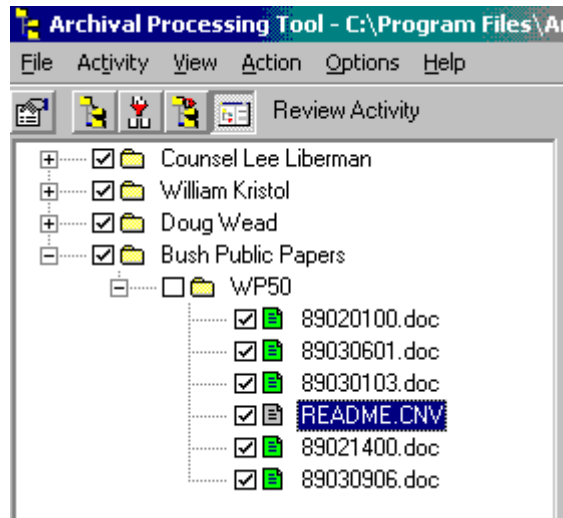 Archival Processing Tool - C:\Program Files\A
File Activity View Action Options Help
Review Activity
Counsel Lee Liberman
William Kristol
Doug Wead
Bush Public Papers
WP50
89020100.doc
89030601.doc
89030103.doc
README.CNV
89021400.doc
89030906.doc